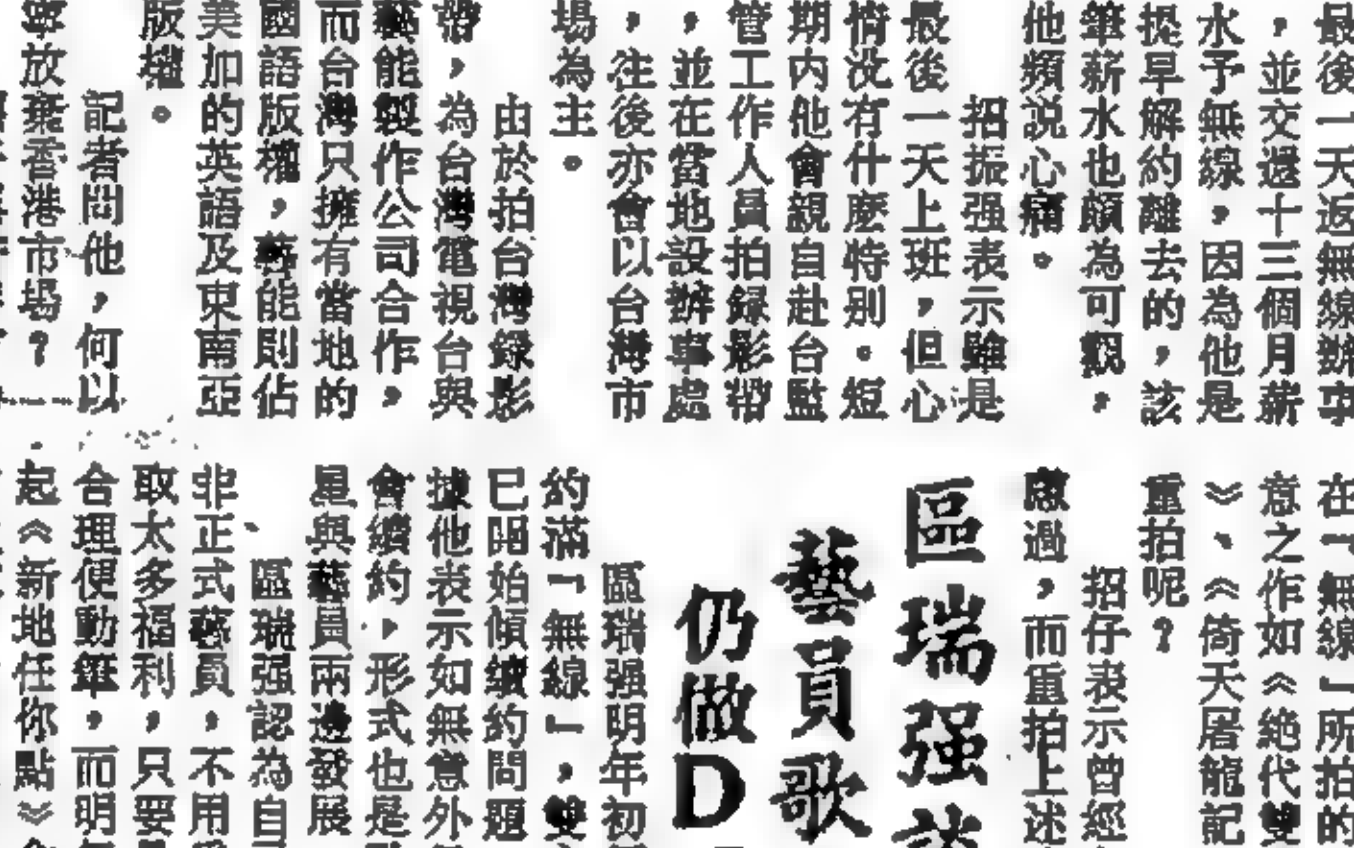 最後一天返無線辦事
，並交還十三個月薪
水予無線，因為他是
提早解約離去的，該
筆薪水也頗為可觀，
他頻説心痛。
招振强表示雖是
最後一天上班，但心
情没有什麽特别。短
期内他會親自赴台監
管工作人員拍録影帶
，並在當地設辦事處
，往後亦會以台灣市
場為主。
由於拍台灣録影
帶，為台灣電視台與
藝能製作公司合作，
而台灣只擁有當地的
國語版權，藝能則佔
美加的英語及東南亞
版權。
記者問他，何以
寧放棄香港市場？
在「無線」所拍的
意之作如《絶代雙
》、《倚天屠龍記
重拍呢？
招仔表示曾經
慮過，而重拍上述
區瑞强
藝員歌
仍做D
區瑞强明年初
約滿「無線」，雙
已開始傾續約問題
據他表示如無意外
會續約，形式也是
是與藝員兩邊發展
區瑞强認為自
非正式藝員，不用
取太多福利，只要
合理便動筆，而明
起《新地任你點》